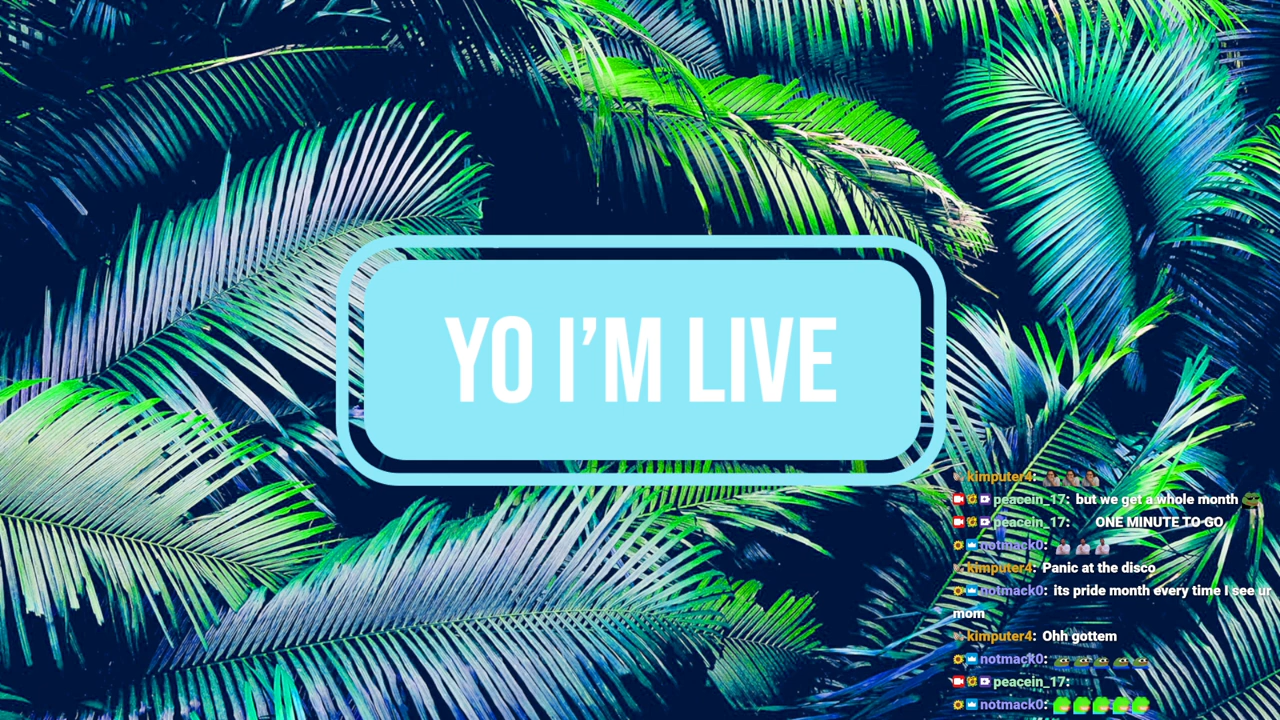 YO I'M LIVE
kimputer4:
peacein_17: but we get a whole month
peacein_17: ONE MINUTE TO GO
notmack0:
kimputer4: Panic at the disco
notmack0: its pride month every time I see ur
mom
kimputer4: Ohh gottem
notmack0:
peacein_17:
notmack0: